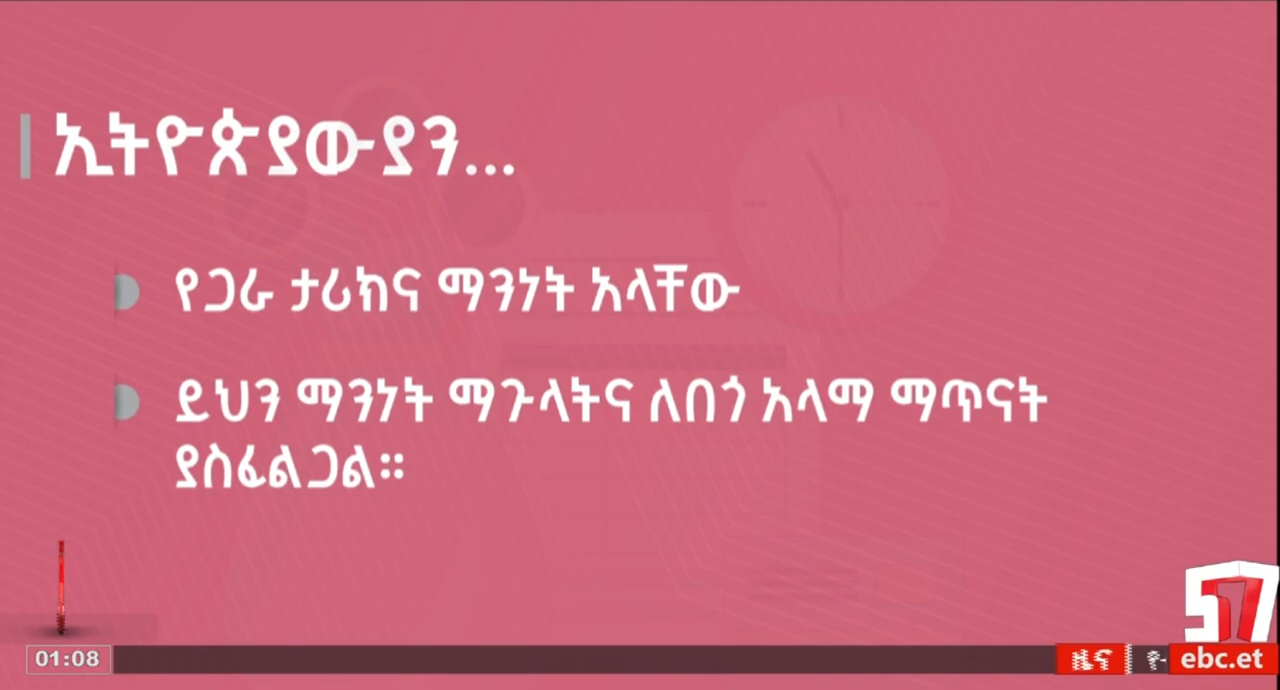 ኢትዮጵያውያን...
የጋራ ታሪክና ማንነት አላቸው
ይህን ማንነት ማጉላትና ለበጎ አላማ ማጥናት
ያስፈልጋል።
57
01:08
ዜና
ebc.et